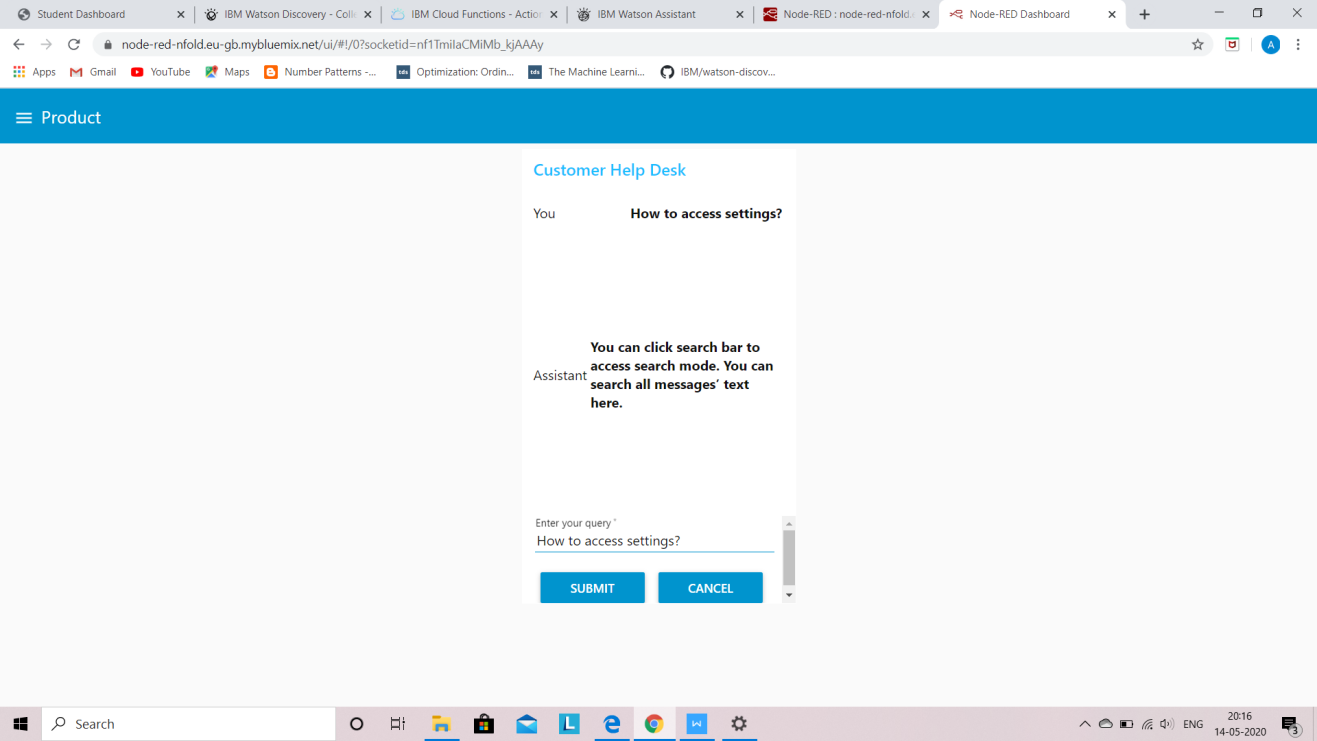 Student Dashboard
IBM Watson Discovery - Coll
IBM Cloud Functions - Action
IBM Watson Assistant
Node-RED : node-red-nfold.e
Node-RED Dashboard
node-red-nfold.eu-gb.mybluemix.net/ui/#!/0?socketid=nf1TmiIaCMiMb_kjAAAy
A
Apps
Gmail
YouTube
Maps
Number Patterns -...
tds
Optimization: Ordin...
tds
The Machine Learni...
IBM/watson-discov...
Product
Customer Help Desk
You
How to access settings?
Assistant
You can click search bar to
access search mode. You can
search all messages’ text
here.
Enter your query *
How to access settings?
SUBMIT
CANCEL
Search
L
ENG
20:16
14-05-2020
3